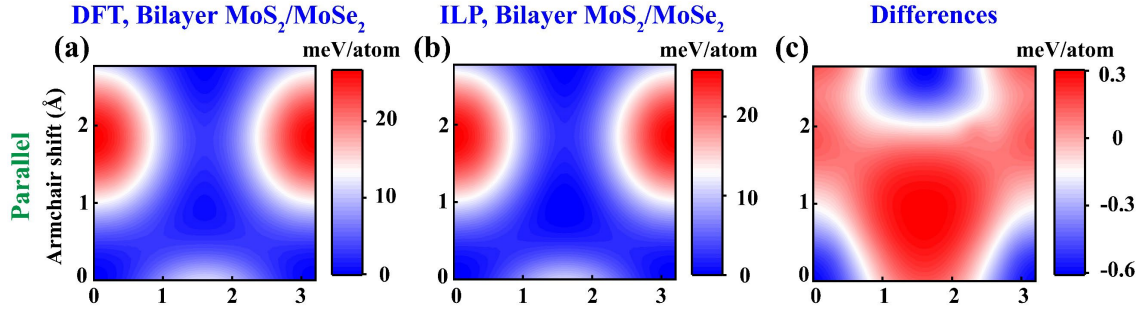 DFT, Bilayer MoS₂/MoSe₂
ILP, Bilayer MoS₂/MoSe₂
Differences
(a)
meV/atom
(b)
meV/atom
(c)
meV/atom
Parallel
Armchair shift (Å)
2
1
0
0
1
2
3
20
10
0
2
1
0
0
1
2
3
20
10
0
2
1
0
0
1
2
3
0.3
0
-0.3
-0.6